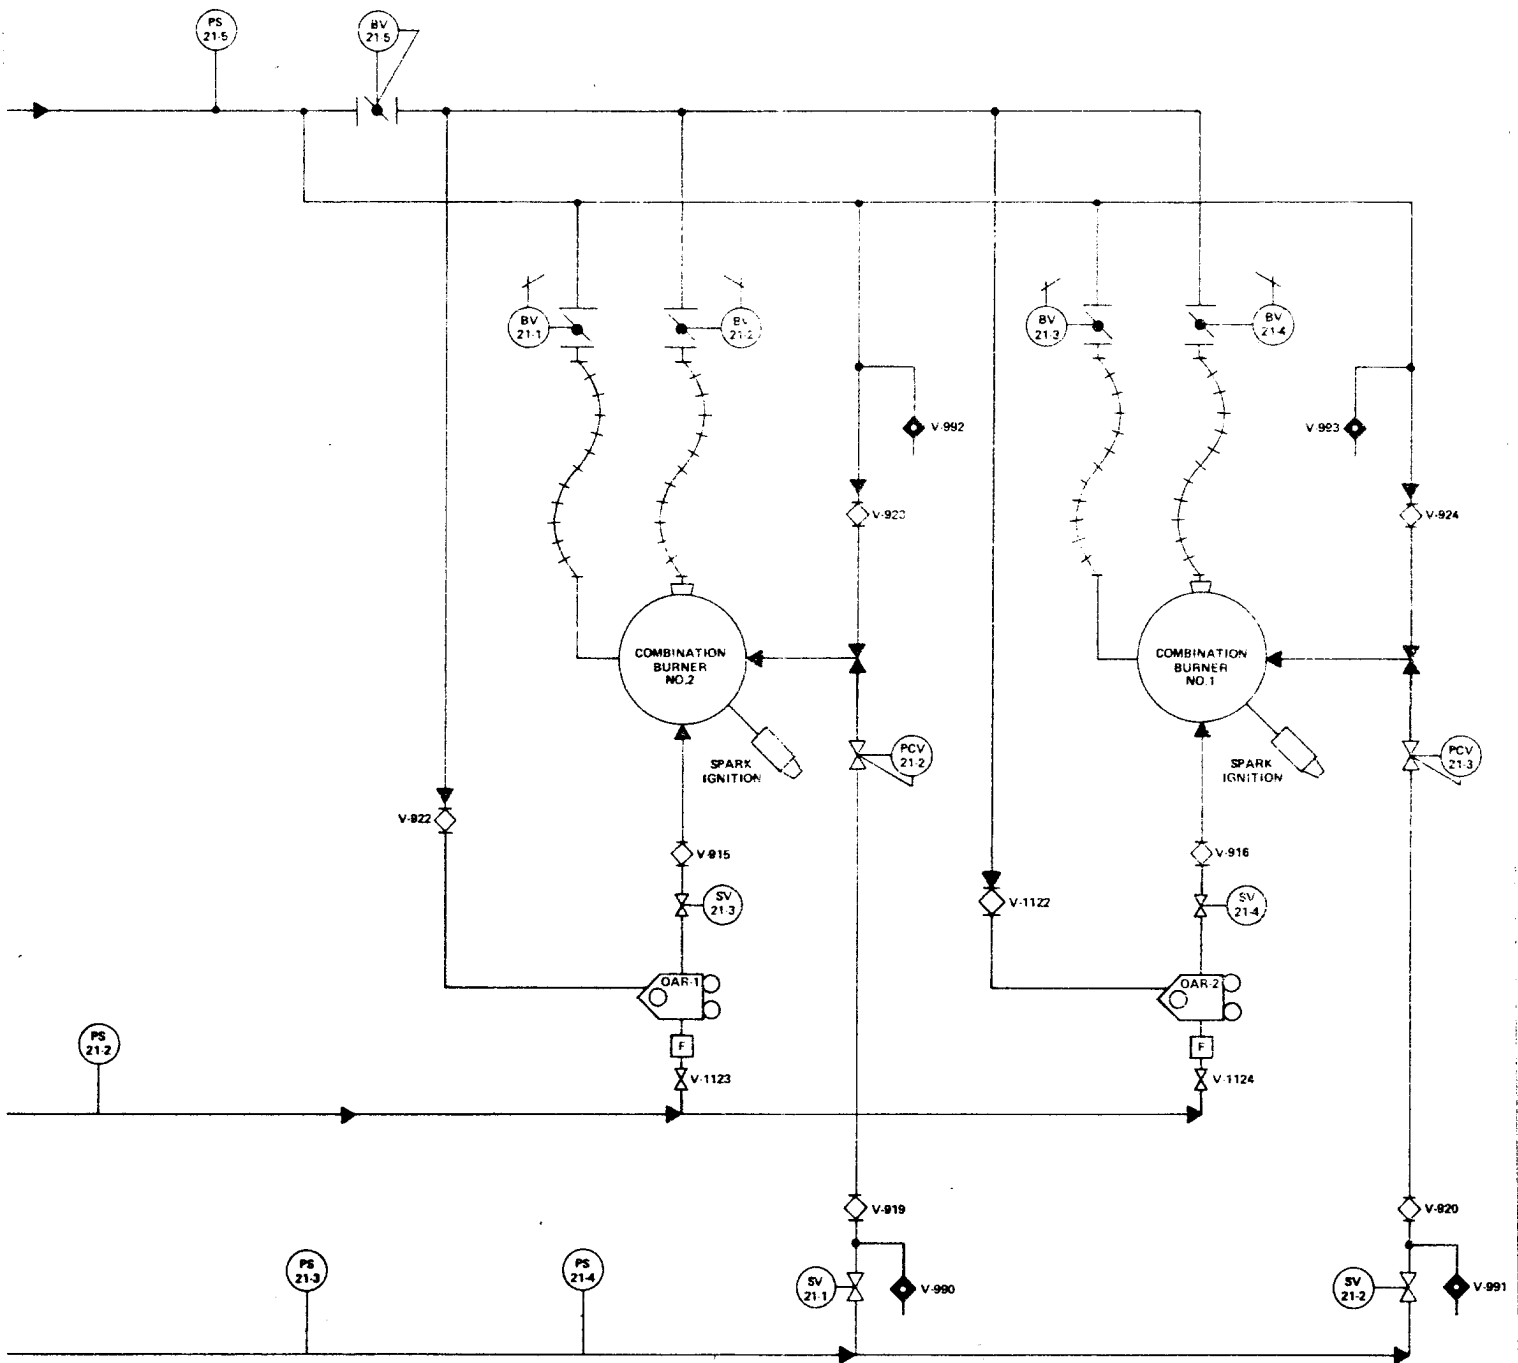 PS
21-5
BV
21-5
BV
21-1
BV
21-2
BV
21-3
BV
21-4
V-992
V-993
V-923
V-924
COMBINATION
BURNER
NO.2
COMBINATION
BURNER
NO.1
SPARK
IGNITION
PCV
21-2
SPARK
IGNITION
PCV
21-3
V-922
V-915
V-916
SV
21-3
V-1122
SV
21-4
OAR-1
OAR-2
PS
21-2
F
F
V-1123
V-1124
V-919
V-920
PS
21-3
PS
21-4
SV
21-1
V-990
SV
21-2
V-991